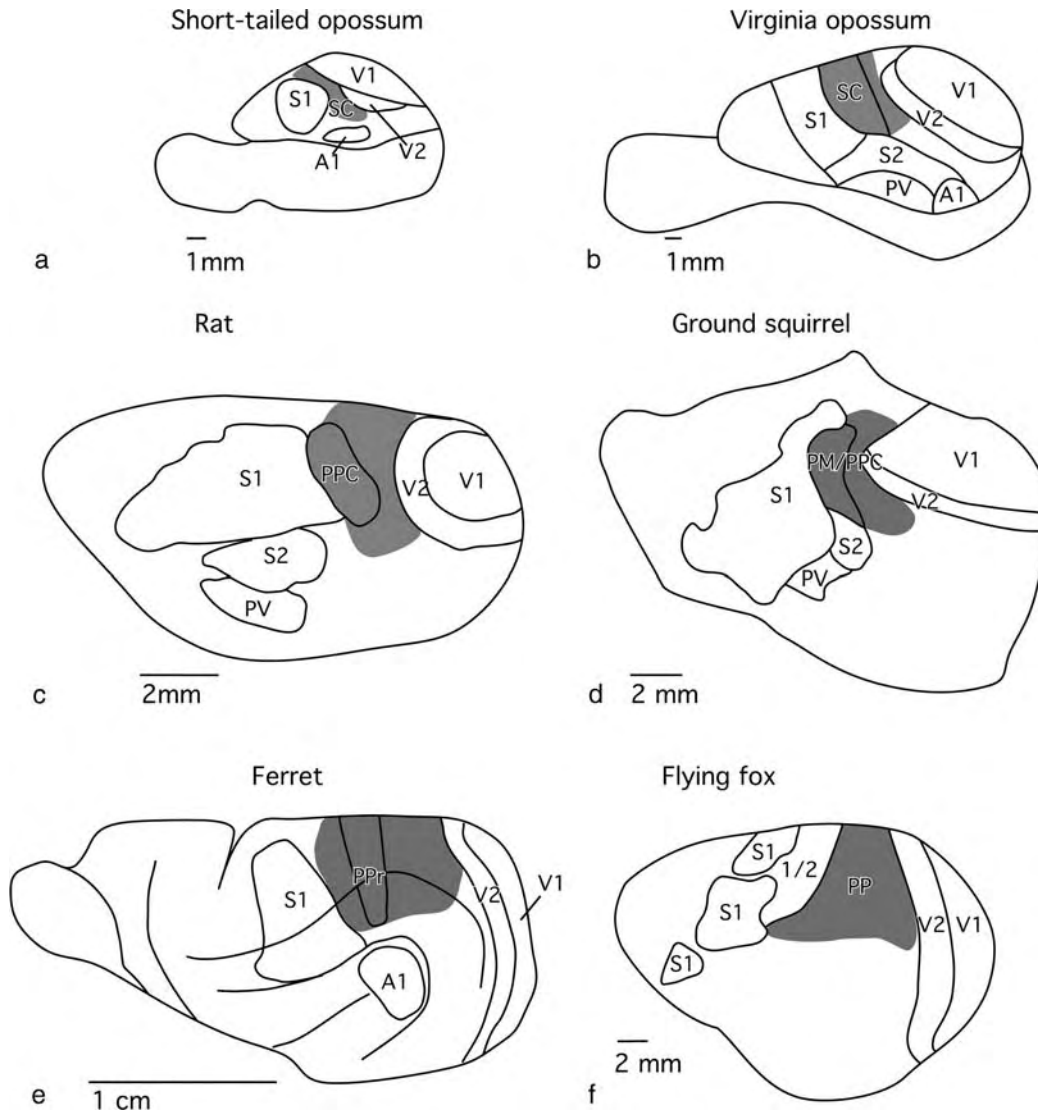 Short-tailed opossum
V1
S1
SC
A1
V2
1mm
a
Virginia opossum
SC
V1
S1
V2
S2
PV
A1
1mm
b
Rat
S1
PPC
V2
V1
S2
PV
2mm
c
Ground squirrel
PM/PPC
V1
S1
V2
S2
PV
2 mm
d
Ferret
PPr
S1
V2
V1
A1
1 cm
e
Flying fox
S1
1/2
PP
S1
V2
V1
S1
2 mm
f